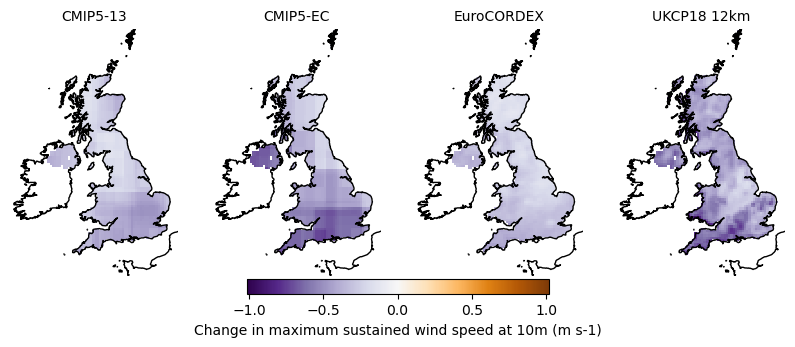 CMIP5-13 CMIP5-EC EuroCORDEX UKCP18 12km
−1.0 −0.5 0.0 0.5 1.0
Change in maximum sustained wind speed at 10m (m s-1)